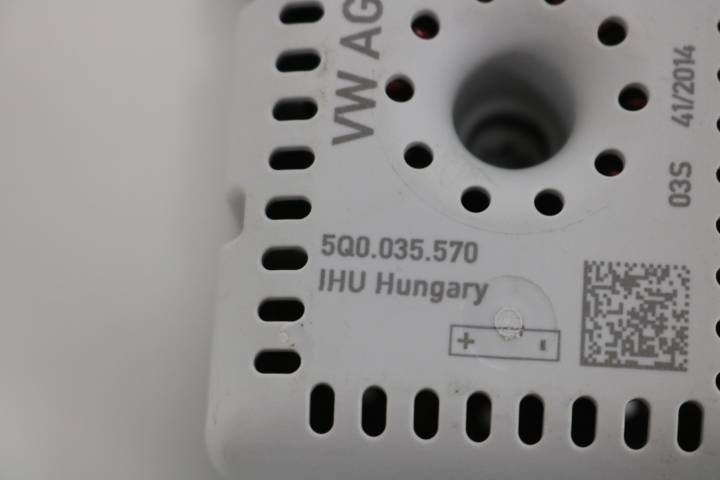 VW AG
41/2014
03S
5Q0.035.570
IHU Hungary
+ -